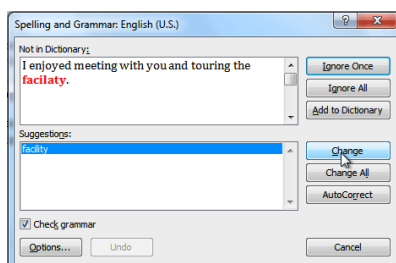 Spelling and Grammar: English (U.S.)
Not in Dictionary:
I enjoyed meeting with you and touring the
facilaty.
Ignore Once
Ignore All
Add to Dictionary
Suggestions:
facility
Change
Change All
AutoCorrect
Check grammar
Options...
Undo
Cancel